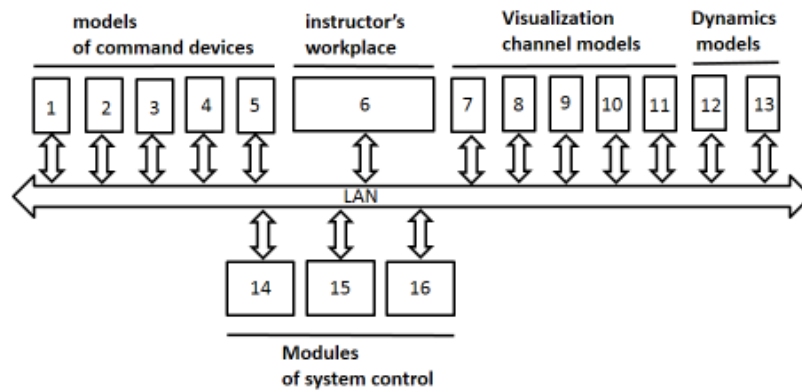 models
of command devices
instructor's
workplace
Visualization
channel models
Dynamics
models
1 2 3 4 5 6 7 8 9 10 11 12 13
LAN
14 15 16
Modules
of system control